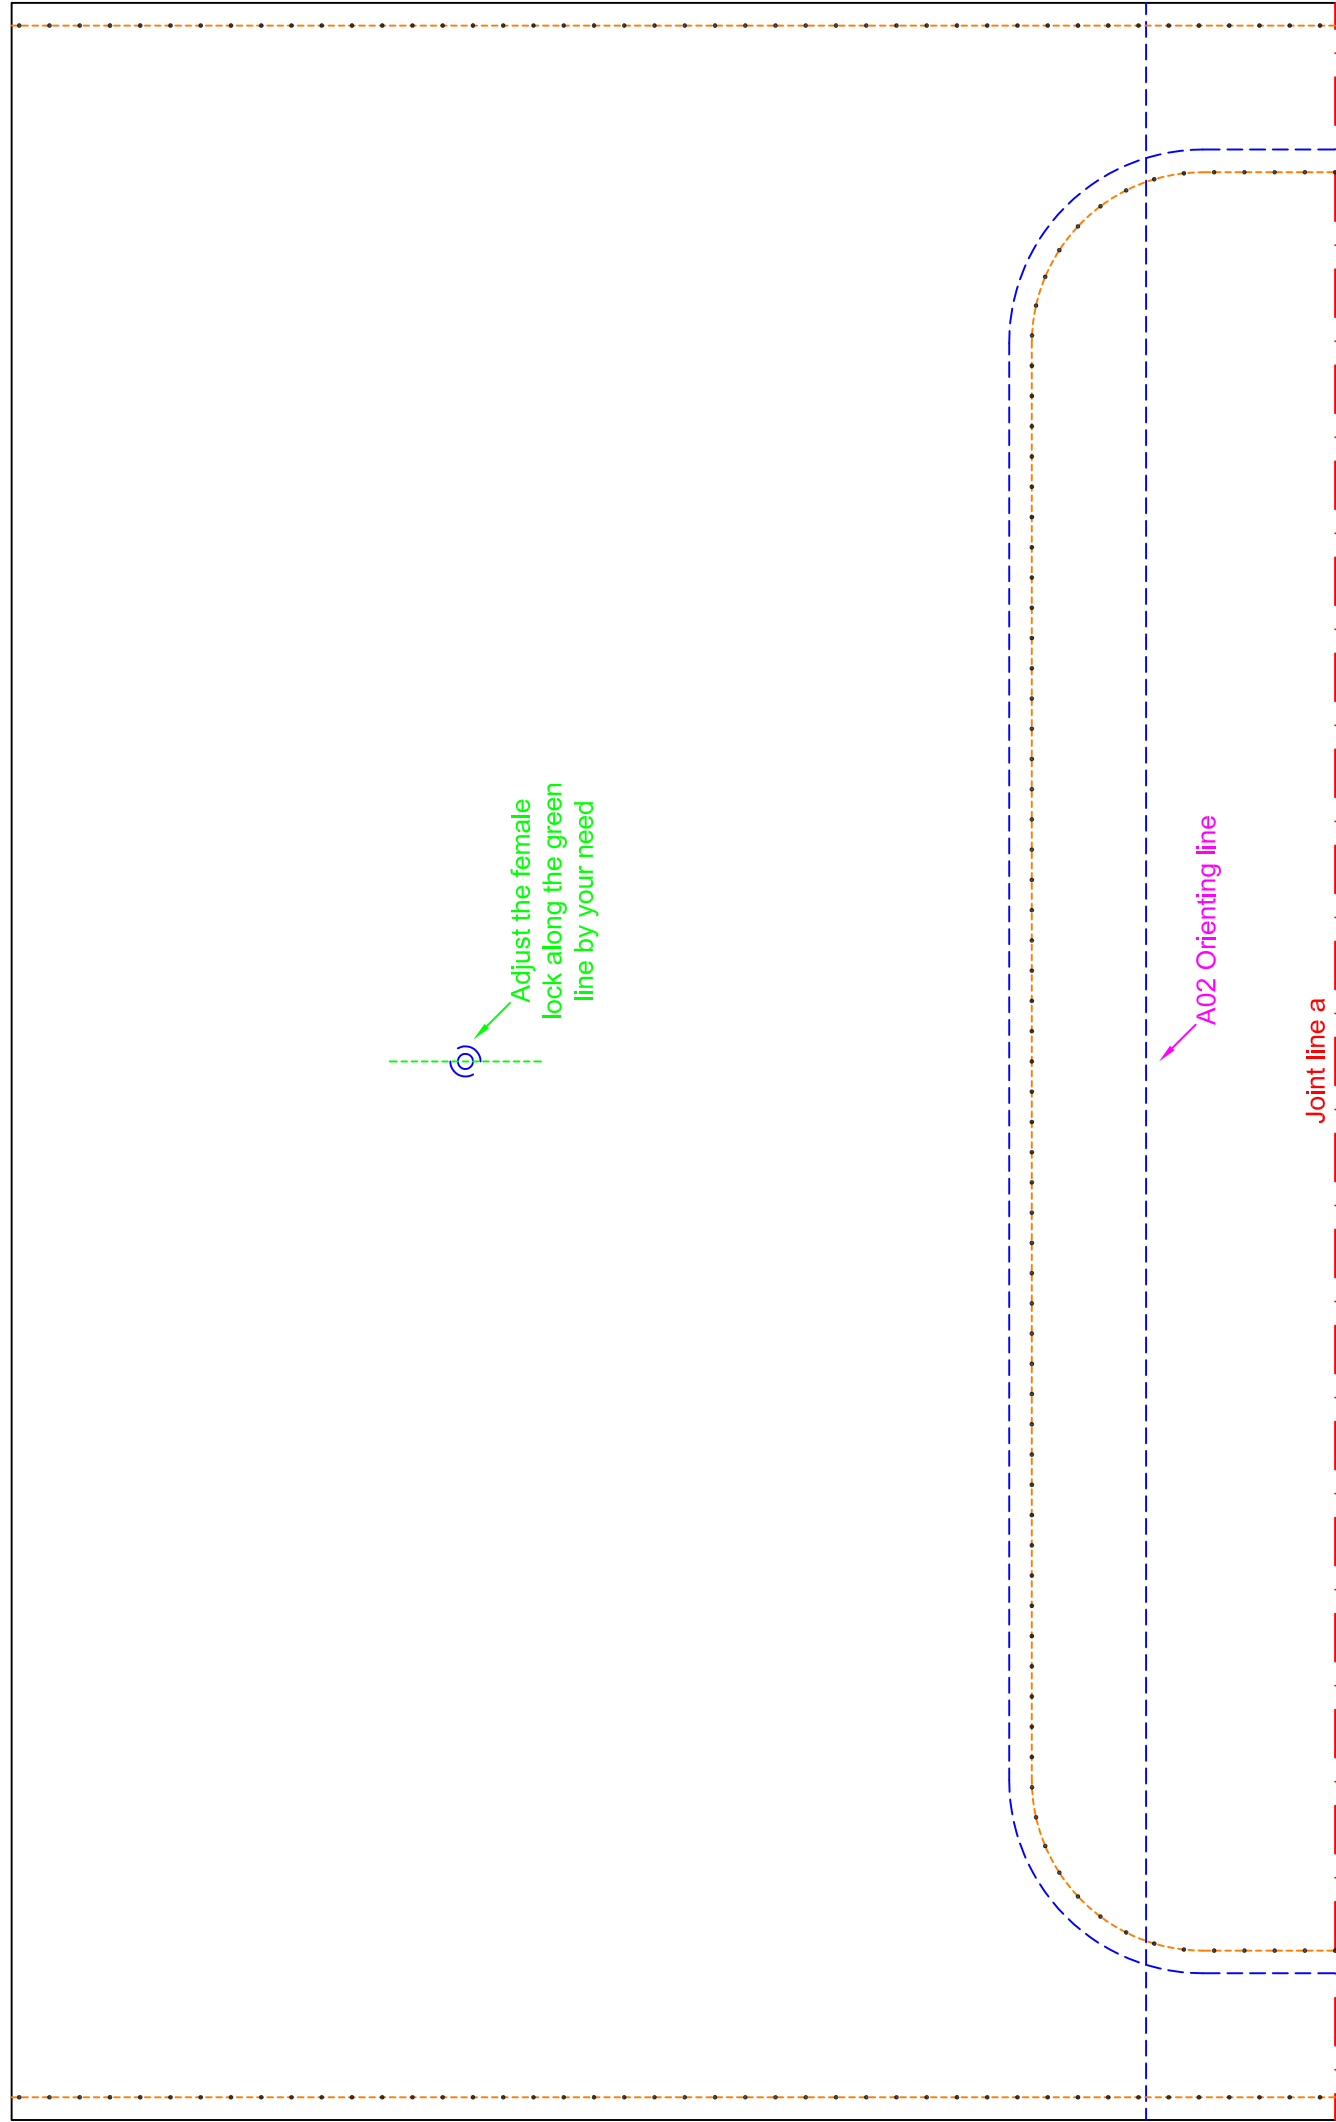 Adjust the female
lock along the green
line by your need
A02 Orienting line
Joint line a